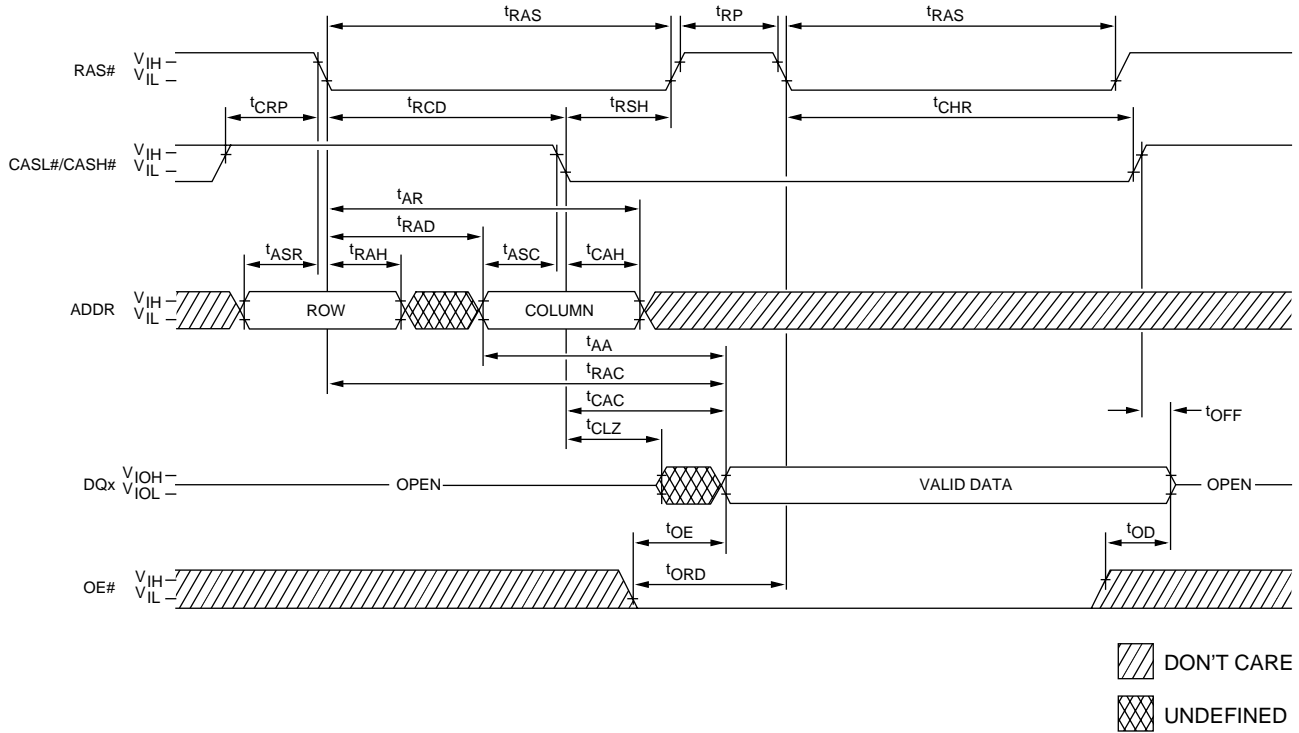 tRAS tRP tRAS
RAS# VIH
VIL
tCRP tRCD tRSH tCHR
CASL#/CASH# VIH
VIL
tAR
tRAD
tASR tRAH tASC tCAH
ADDR VIH
VIL
ROW COLUMN
tAA
tRAC
tCAC
tOFF
tCLZ
DQx VIOH
VIOL
OPEN VALID DATA OPEN
tOE tOD
tORD
OE# VIH
VIL
DON'T CARE
UNDEFINED